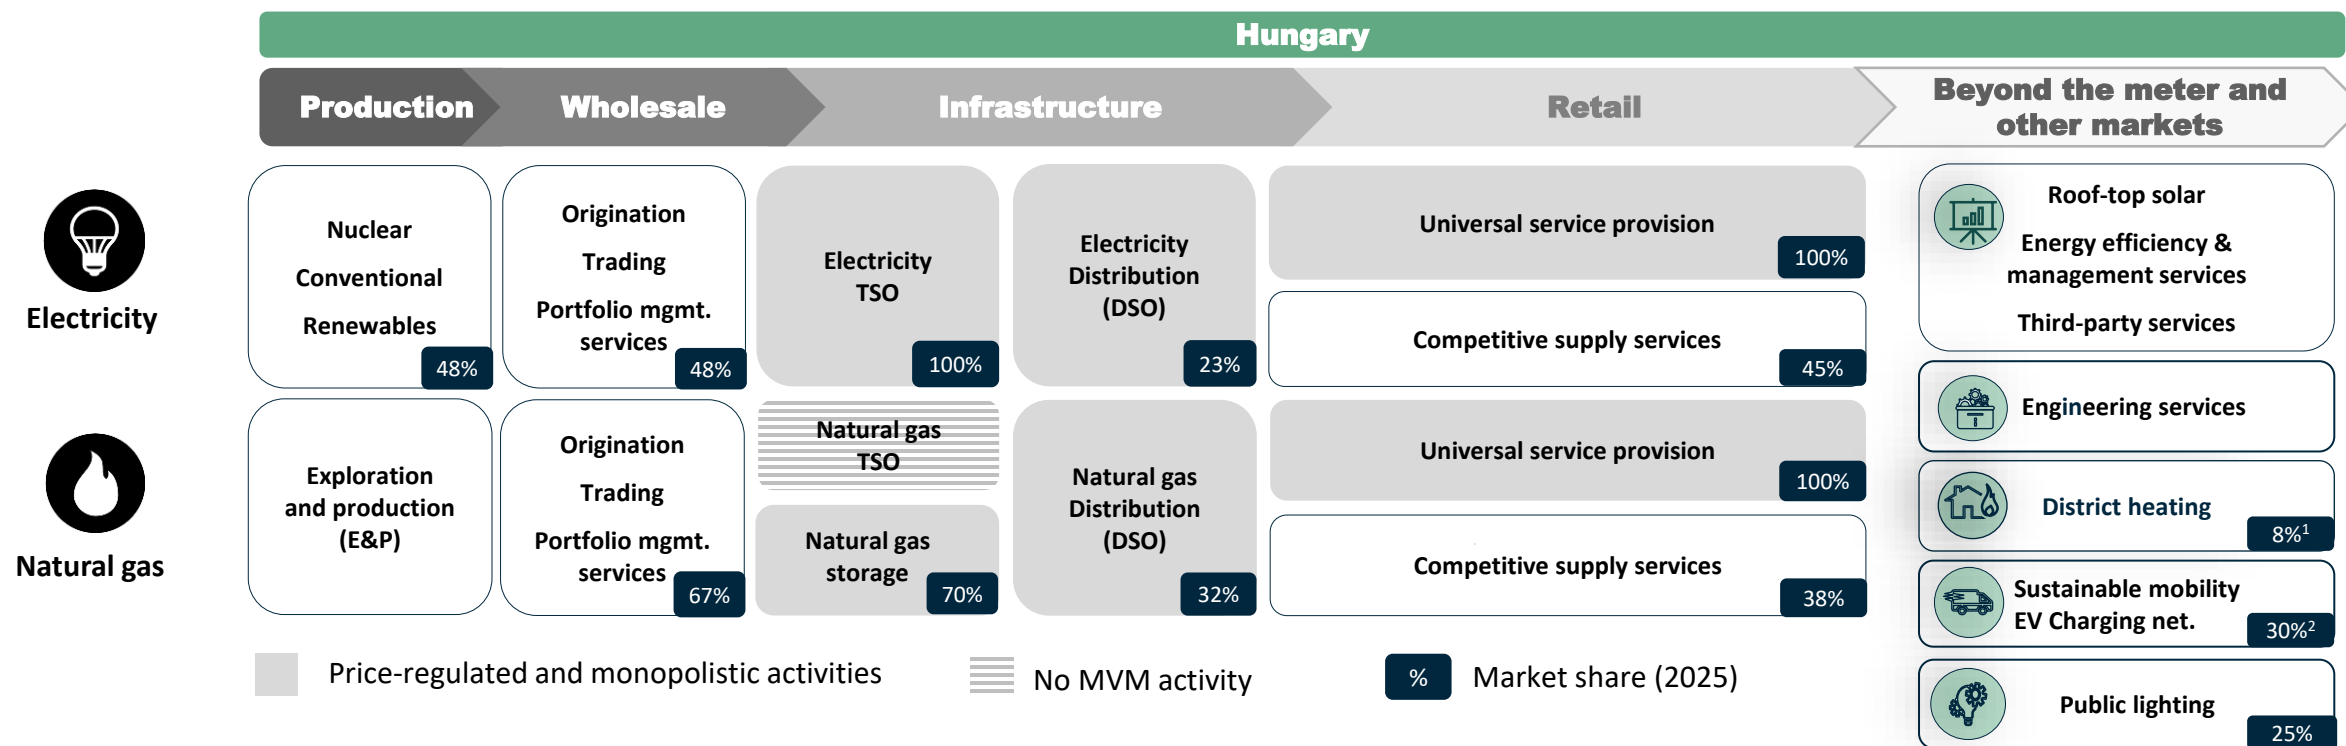 Hungary
Production
Wholesale
Infrastructure
Retail
Beyond the meter and
other markets
Electricity
Nuclear
Conventional
Renewables
48%
Origination
Trading
Portfolio mgmt.
services
48%
Electricity
TSO
100%
Electricity
Distribution
(DSO)
23%
Universal service provision
100%
Competitive supply services
45%
Natural gas
Exploration
and production
(E&P)
Origination
Trading
Portfolio mgmt.
services
67%
Natural gas
TSO
Natural gas
storage
70%
Natural gas
Distribution
(DSO)
32%
Universal service provision
100%
Competitive supply services
38%
Roof-top solar
Energy efficiency &
management services
Third-party services
Engineering services
District heating
8%¹
Sustainable mobility
EV Charging net.
30%²
Public lighting
25%
Price-regulated and monopolistic activities
No MVM activity
% Market share (2025)